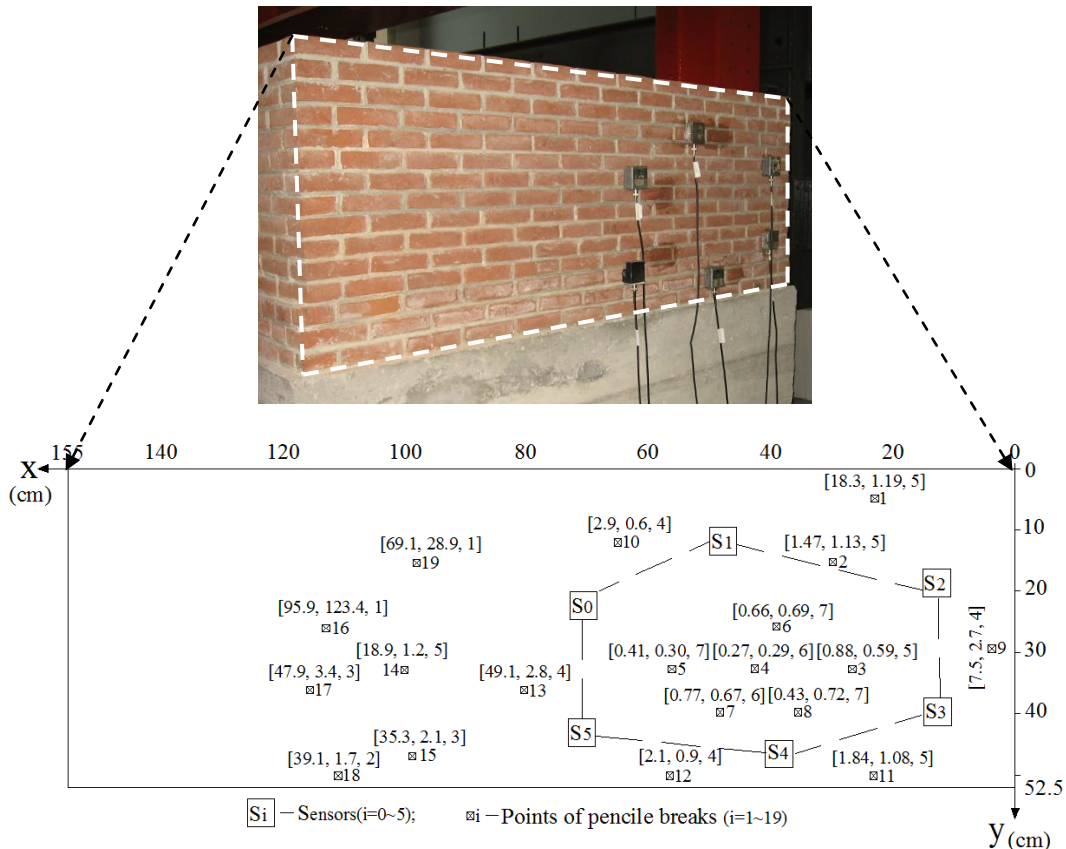 155 140 120 100 80 60 40 20 0
X
(cm)
0
[18.3, 1.19, 5]
1
10
[2.9, 0.6, 4]
10
S1
[1.47, 1.13, 5]
2
[69.1, 28.9, 1]
19
20
S2
S0
[95.9, 123.4, 1]
16
[0.66, 0.69, 7]
6
[7.5, 2.7, 4]
9
30
[18.9, 1.2, 5]
14
[0.41, 0.30, 7]
5
[0.27, 0.29, 6]
4
[0.88, 0.59, 5]
3
[47.9, 3.4, 3]
17
[49.1, 2.8, 4]
13
[0.77, 0.67, 6]
7
[0.43, 0.72, 7]
8
S3
40
S5
[35.3, 2.1, 3]
15
S4
[39.1, 1.7, 2]
18
[2.1, 0.9, 4]
12
[1.84, 1.08, 5]
11
52.5
Si — Sensors(i=0~5);
i — Points of pencile breaks (i=1~19)
y (cm)